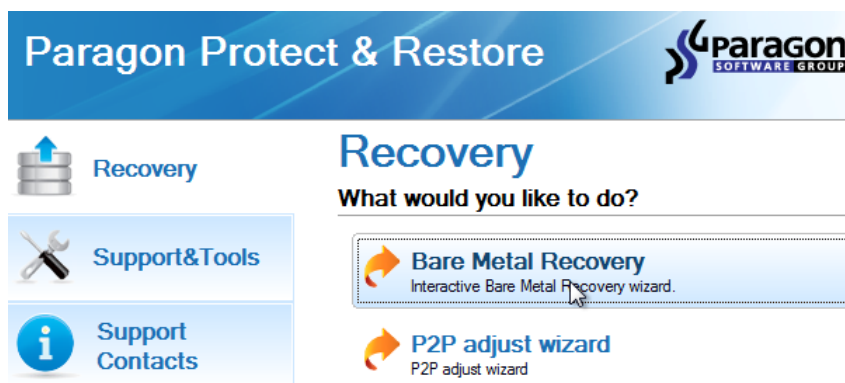 Paragon Protect & Restore
PARAGON
SOFTWARE GROUP
Recovery
Support&Tools
Support
Contacts
Recovery
What would you like to do?
Bare Metal Recovery
Interactive Bare Metal Recovery wizard.
P2P adjust wizard
P2P adjust wizard